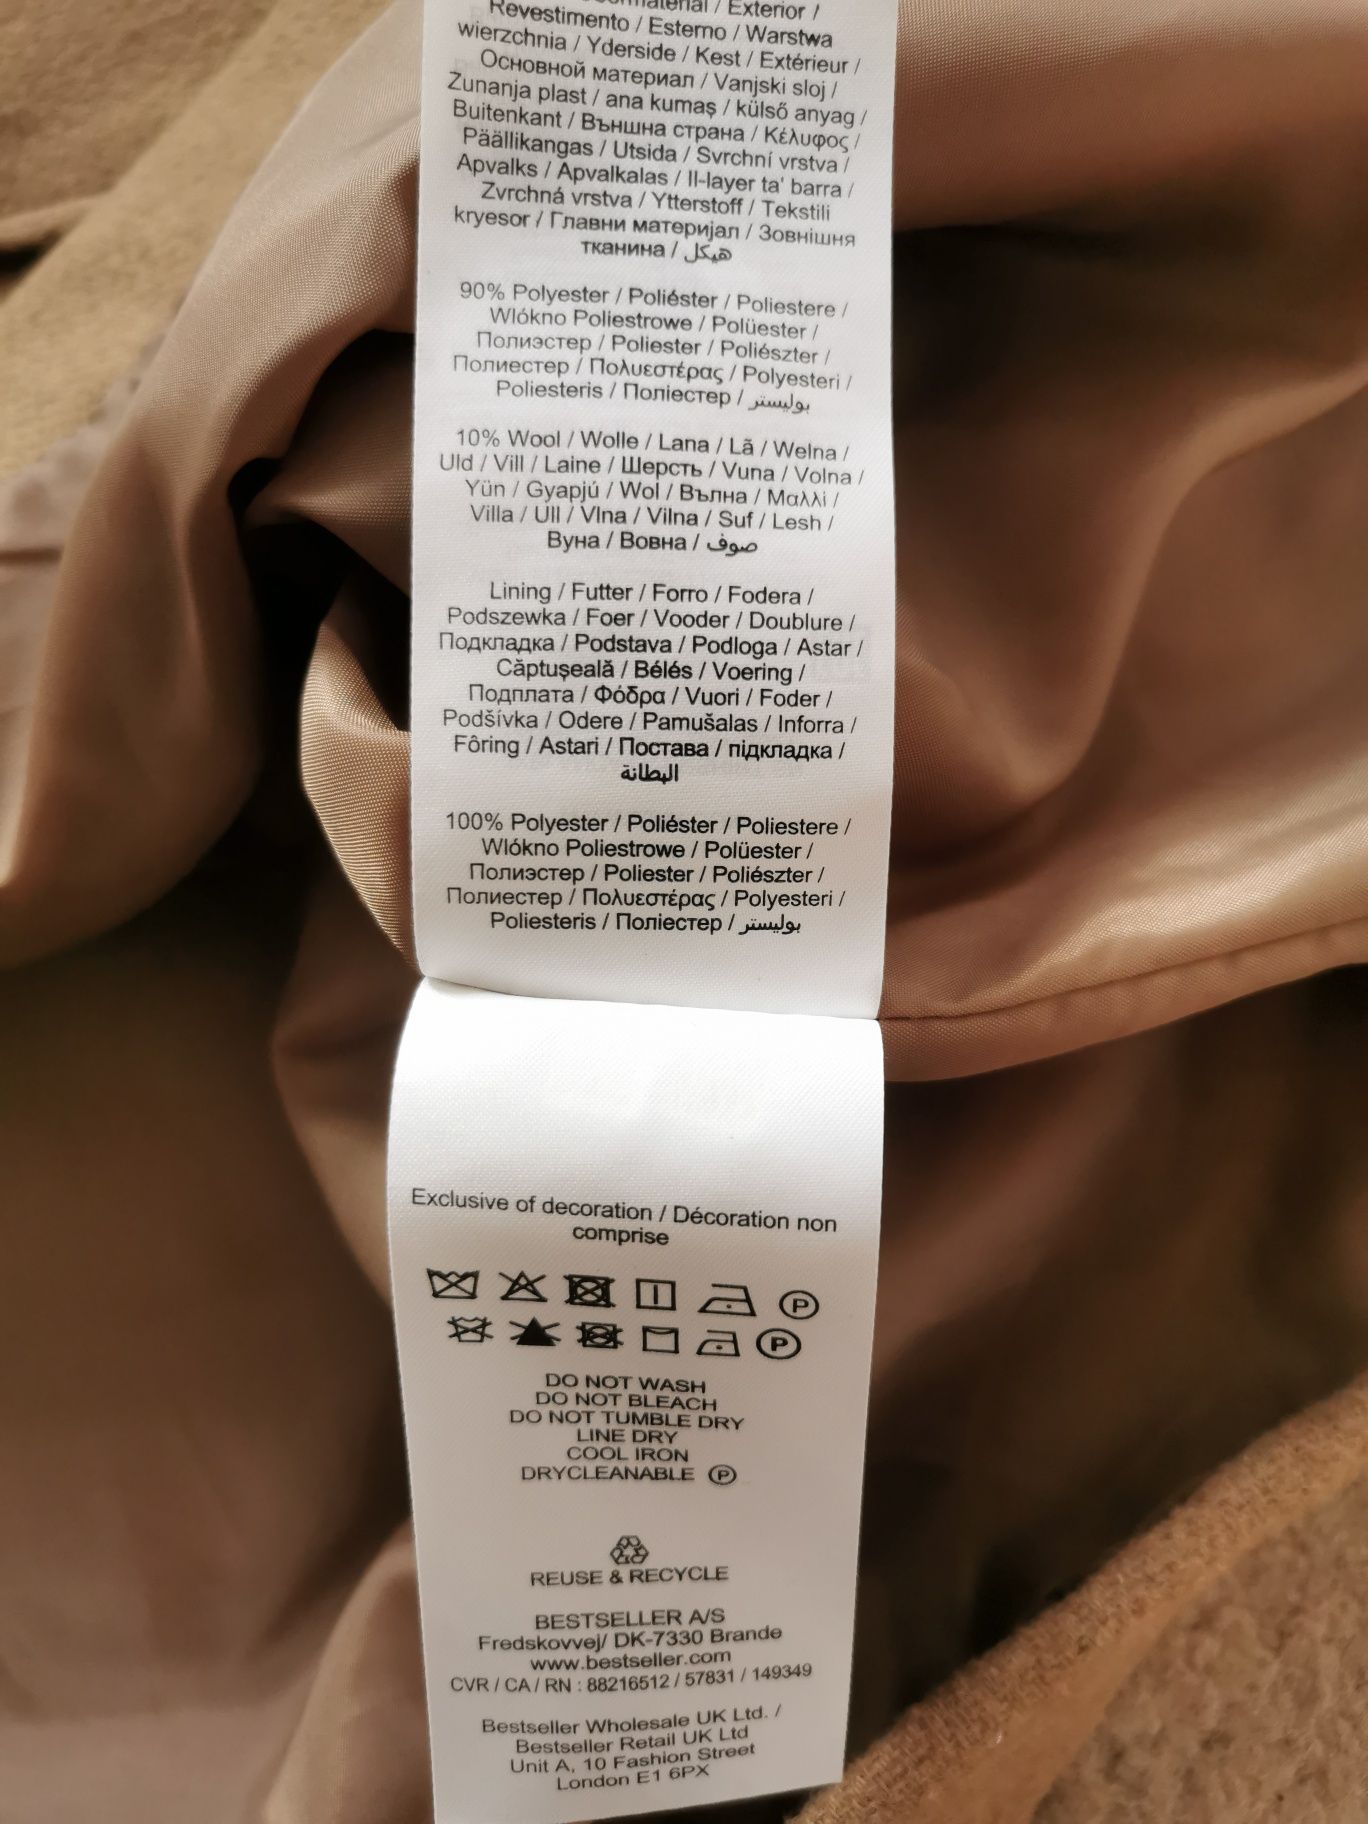 / Exterior /
Revestimento / Esterno / Warstwa
wierzchnia / Yderside / Kest / Extérieur /
Основной материал / Vanjski sloj /
Zunanja plast / ana kumaş / külső anyag /
Buitenkant / Външна страна / Κέλυφος /
Päällikangas / Utsida / Svrchní vrstva /
Apvalks / Apvalkalas / Il-layer ta' barra /
Zvrchná vrstva / Ytterstoff / Tekstili
kryesor / Главни материјал / Зовнішня
тканина / هيكل
90% Polyester / Poliéster / Poliestere /
Wlókno Poliestrowe / Polüester /
Полиэстер / Poliester / Poliészter /
Полиестер / Πολυεστέρας / Polyesteri /
Poliesteris / Поліестер / بوليستر
10% Wool / Wolle / Lana / Lã / Welna /
Uld / Vill / Laine / Шерсть / Vuna / Volna /
Yün / Gyapjú / Wol / Вълна / Μαλλί /
Villa / Ull / Vlna / Vilna / Suf / Lesh /
Вуна / Вовна / صوف
Lining / Futter / Forro / Fodera /
Podszewka / Foer / Vooder / Doublure /
Подкладка / Podstava / Podloga / Astar /
Căptușeală / Bélés / Voering /
Подплата / Φόδρα / Vuori / Foder /
Podšívka / Odere / Pamušalas / Inforra /
Fôring / Astari / Постава / підкладка /
البطانة
100% Polyester / Poliéster / Poliestere /
Wlókno Poliestrowe / Polüester /
Полиэстер / Poliester / Poliészter /
Полиестер / Πολυεστέρας / Polyesteri /
Poliesteris / Поліестер / بوليستر
Exclusive of decoration / Décoration non
comprise
P
P
DO NOT WASH
DO NOT BLEACH
DO NOT TUMBLE DRY
LINE DRY
COOL IRON
DRYCLEANABLE P
REUSE & RECYCLE
BESTSELLER A/S
Fredskovvej/ DK-7330 Brande
www.bestseller.com
CVR / CA / RN : 88216512 / 57831 / 149349
Bestseller Wholesale UK Ltd. /
Bestseller Retail UK Ltd
Unit A, 10 Fashion Street
London E1 6PX